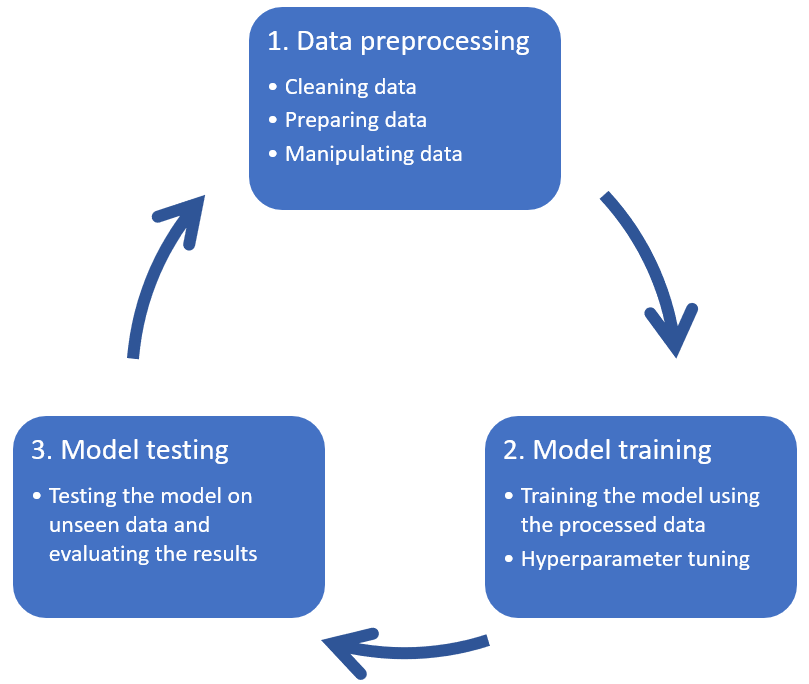 1. Data preprocessing
• Cleaning data
• Preparing data
• Manipulating data
2. Model training
• Training the model using
the processed data
• Hyperparameter tuning
3. Model testing
• Testing the model on
unseen data and
evaluating the results